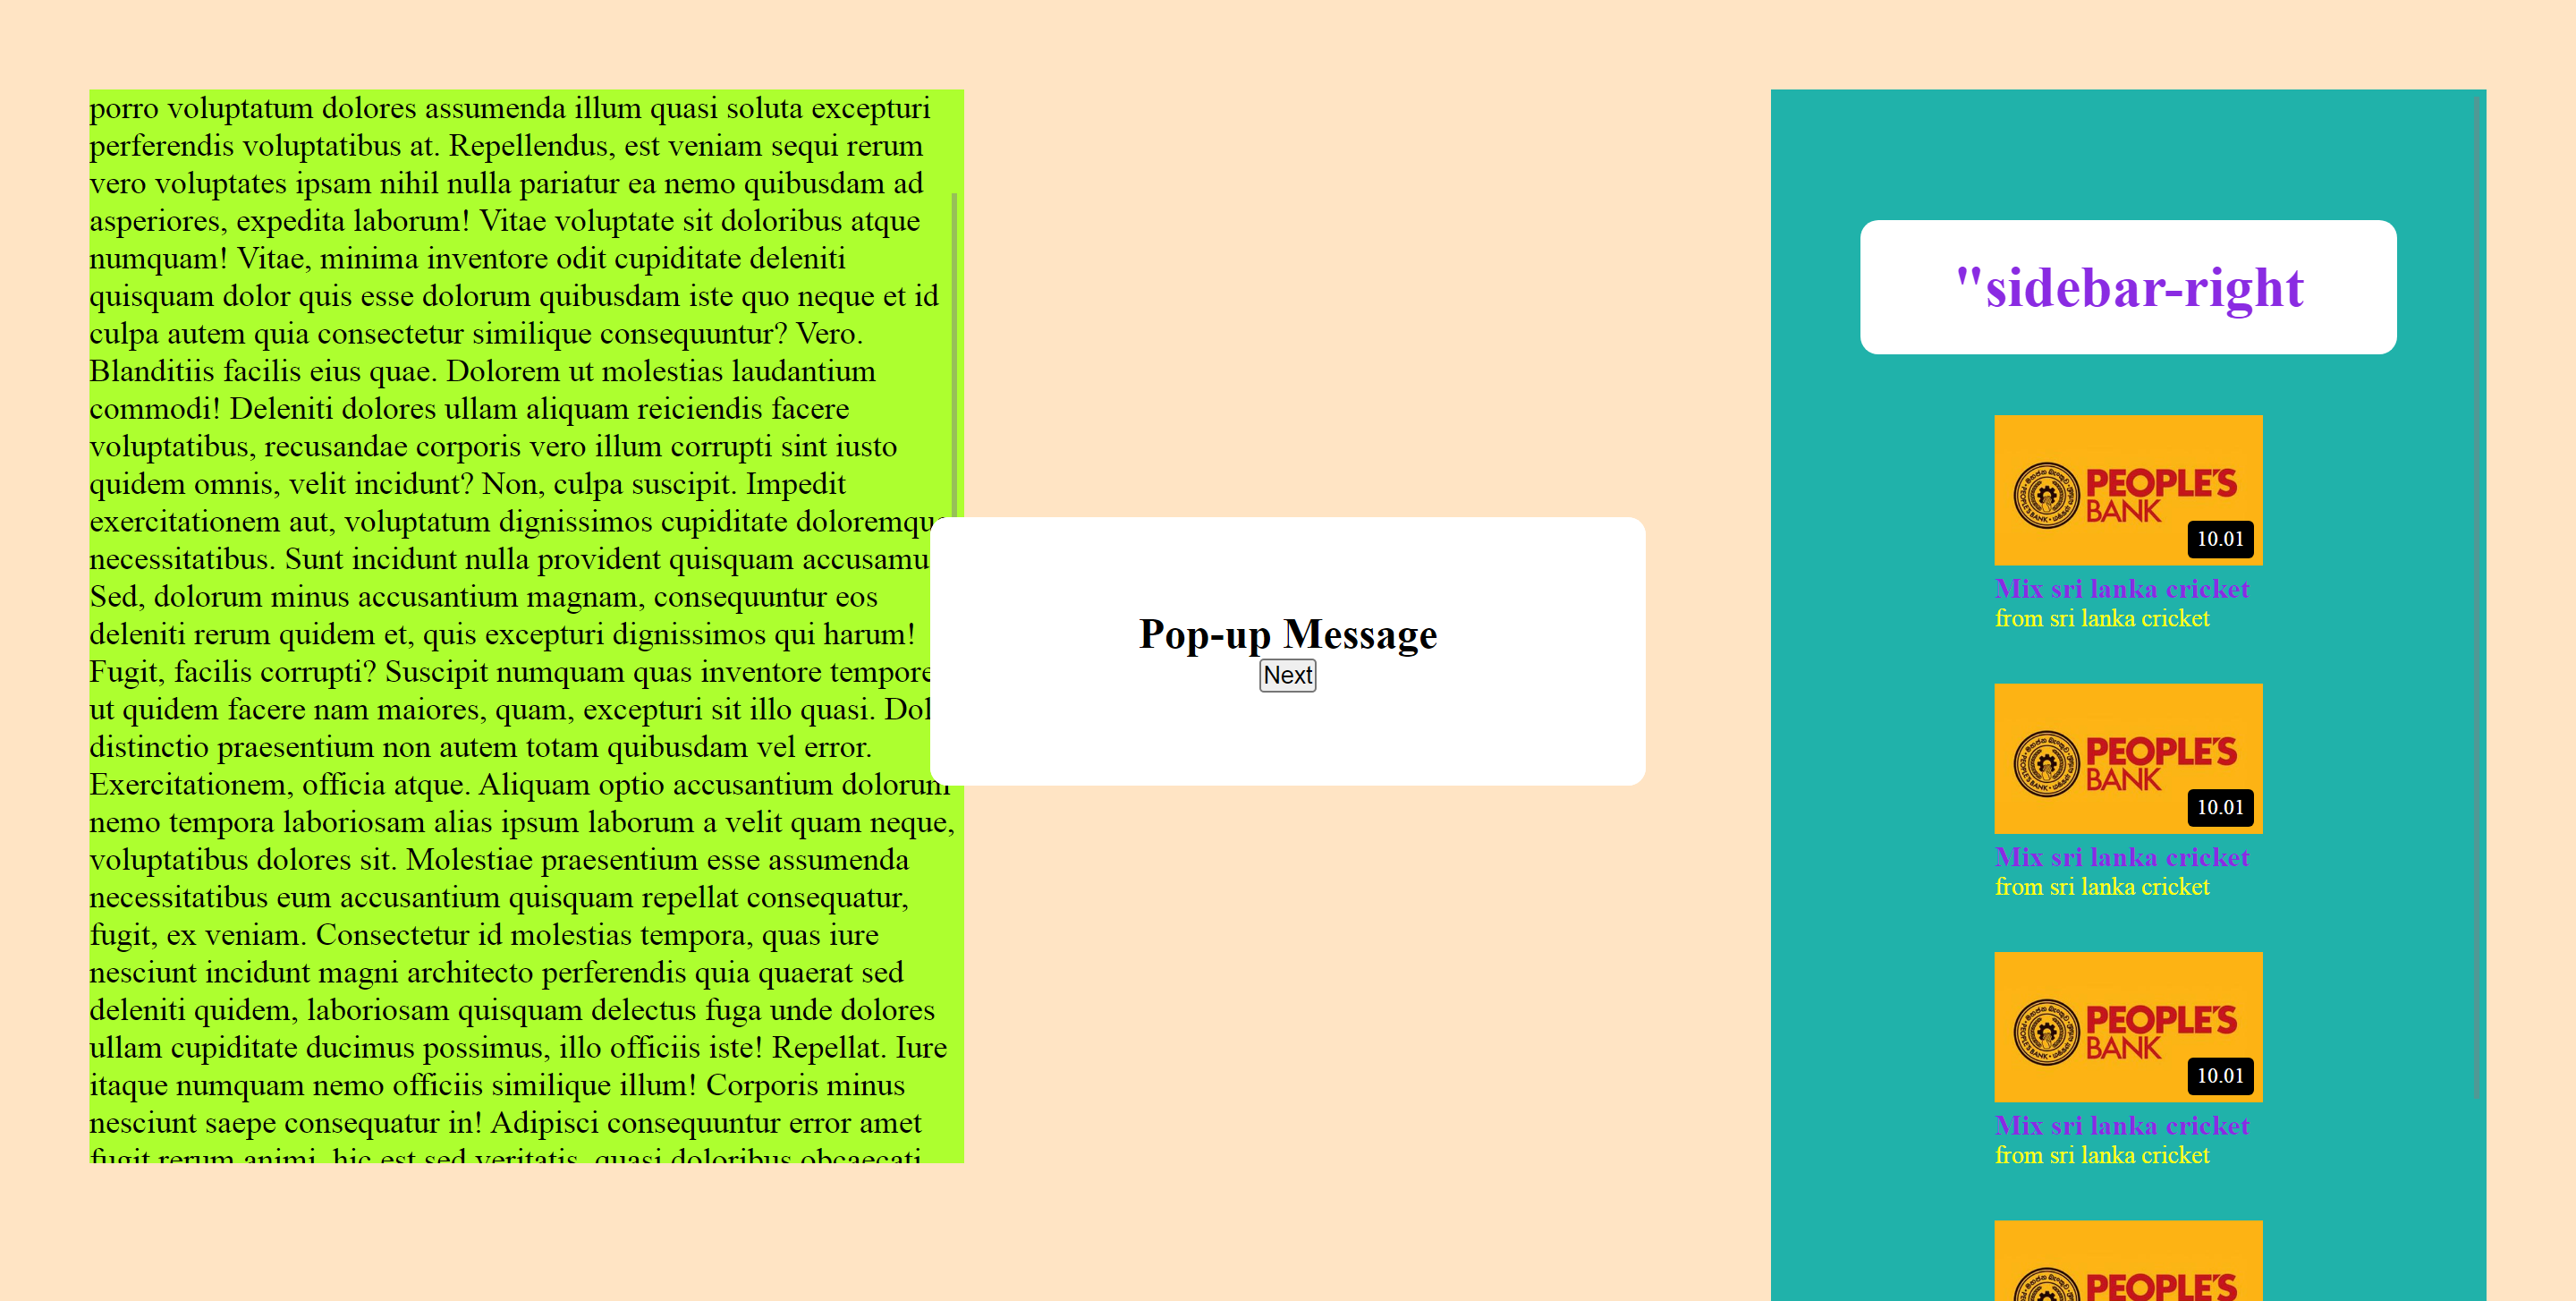 porro voluptatum dolores assumenda illum quasi soluta excepturi
perferendis voluptatibus at. Repellendus, est veniam sequi rerum
vero voluptates ipsam nihil nulla pariatur ea nemo quibusdam ad
asperiores, expedita laborum! Vitae voluptate sit doloribus atque
numquam! Vitae, minima inventore odit cupiditate deleniti
quisquam dolor quis esse dolorum quibusdam iste quo neque et id
culpa autem quia consectetur similique consequuntur? Vero.
Blanditiis facilis eius quae. Dolorem ut molestias laudantium
commodi! Deleniti dolores ullam aliquam reiciendis facere
voluptatibus, recusandae corporis vero illum corrupti sint iusto
quidem omnis, velit incidunt? Non, culpa suscipit. Impedit
exercitationem aut, voluptatum dignissimos cupiditate doloremque
necessitatibus. Sunt incidunt nulla provident quisquam accusamu
Sed, dolorum minus accusantium magnam, consequuntur eos
deleniti rerum quidem et, quis excepturi dignissimos qui harum!
Fugit, facilis corrupti? Suscipit numquam quas inventore tempore
ut quidem facere nam maiores, quam, excepturi sit illo quasi. Dol
distinctio praesentium non autem totam quibusdam vel error.
Exercitationem, officia atque. Aliquam optio accusantium dolorum
nemo tempora laboriosam alias ipsum laborum a velit quam neque,
voluptatibus dolores sit. Molestiae praesentium esse assumenda
necessitatibus eum accusantium quisquam repellat consequatur,
fugit, ex veniam. Consectetur id molestias tempora, quas iure
nesciunt incidunt magni architecto perferendis quia quaerat sed
deleniti quidem, laboriosam quisquam delectus fuga unde dolores
ullam cupiditate ducimus possimus, illo officiis iste! Repellat. Iure
itaque numquam nemo officiis similique illum! Corporis minus
nesciunt saepe consequatur in! Adipisci consequuntur error amet
fugit rerum animi, hic est sed veritatis, quasi doloribus obcaecati
Pop-up Message
Next
"sidebar-right
PEOPLE'S
BANK
10.01
Mix sri lanka cricket
from sri lanka cricket
PEOPLE'S
BANK
10.01
Mix sri lanka cricket
from sri lanka cricket
PEOPLE'S
BANK
10.01
Mix sri lanka cricket
from sri lanka cricket
PEOPLE'S